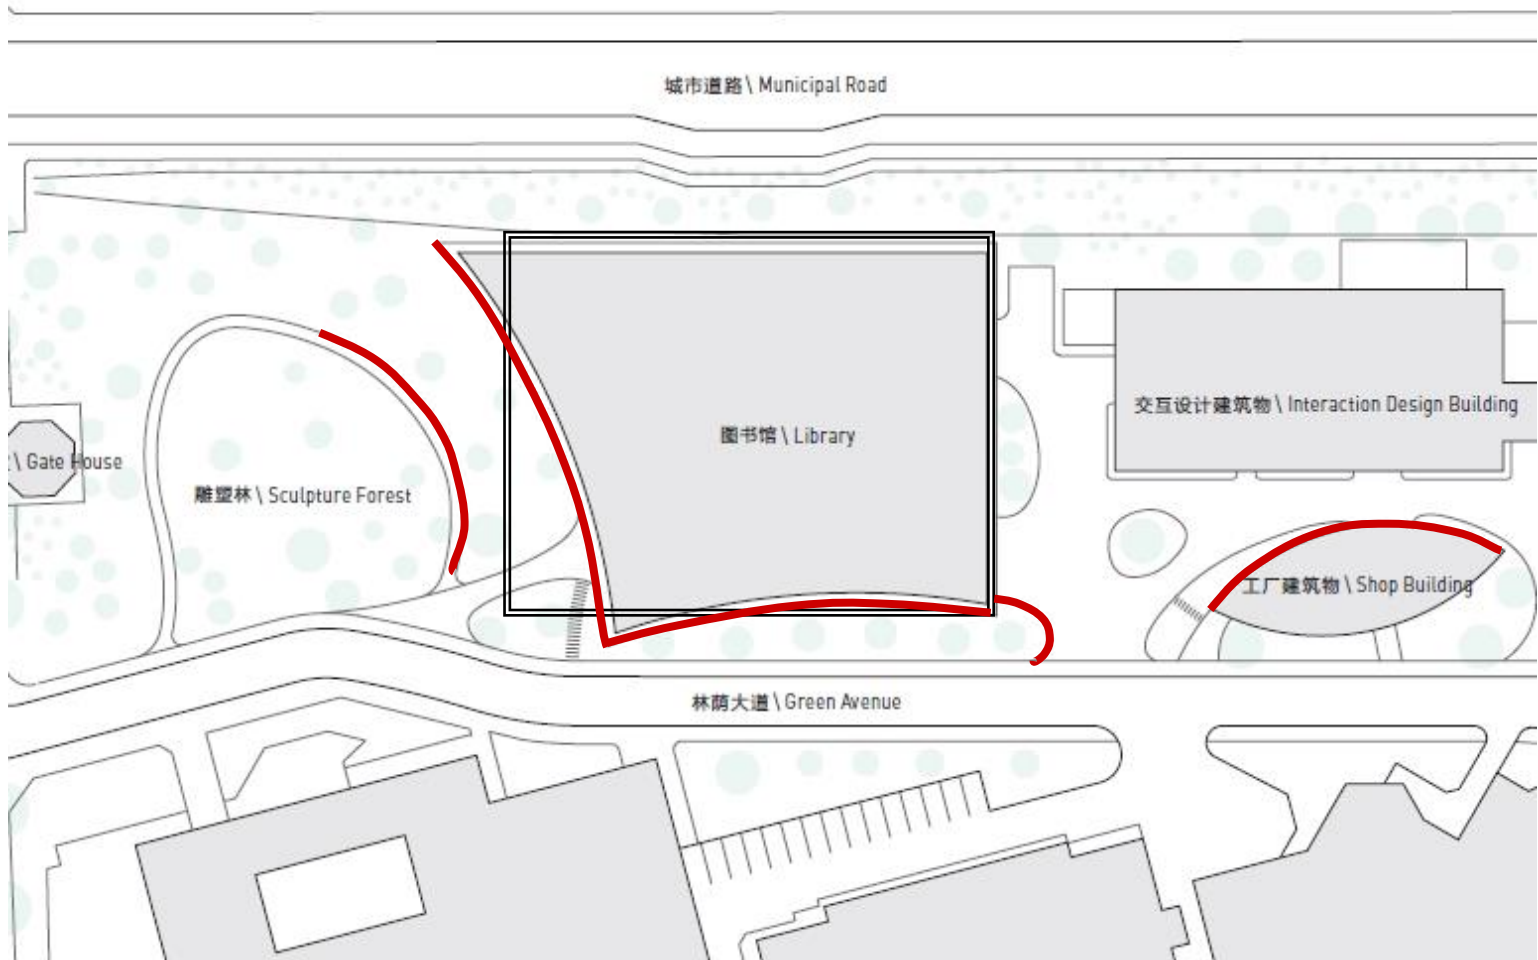 城市道路 \ Municipal Road
交互设计建筑物 \ Interaction Design Building
图书馆 \ Library
\ Gate House
雕塑林 \ Sculpture Forest
工厂建筑物 \ Shop Building
林荫大道 \ Green Avenue